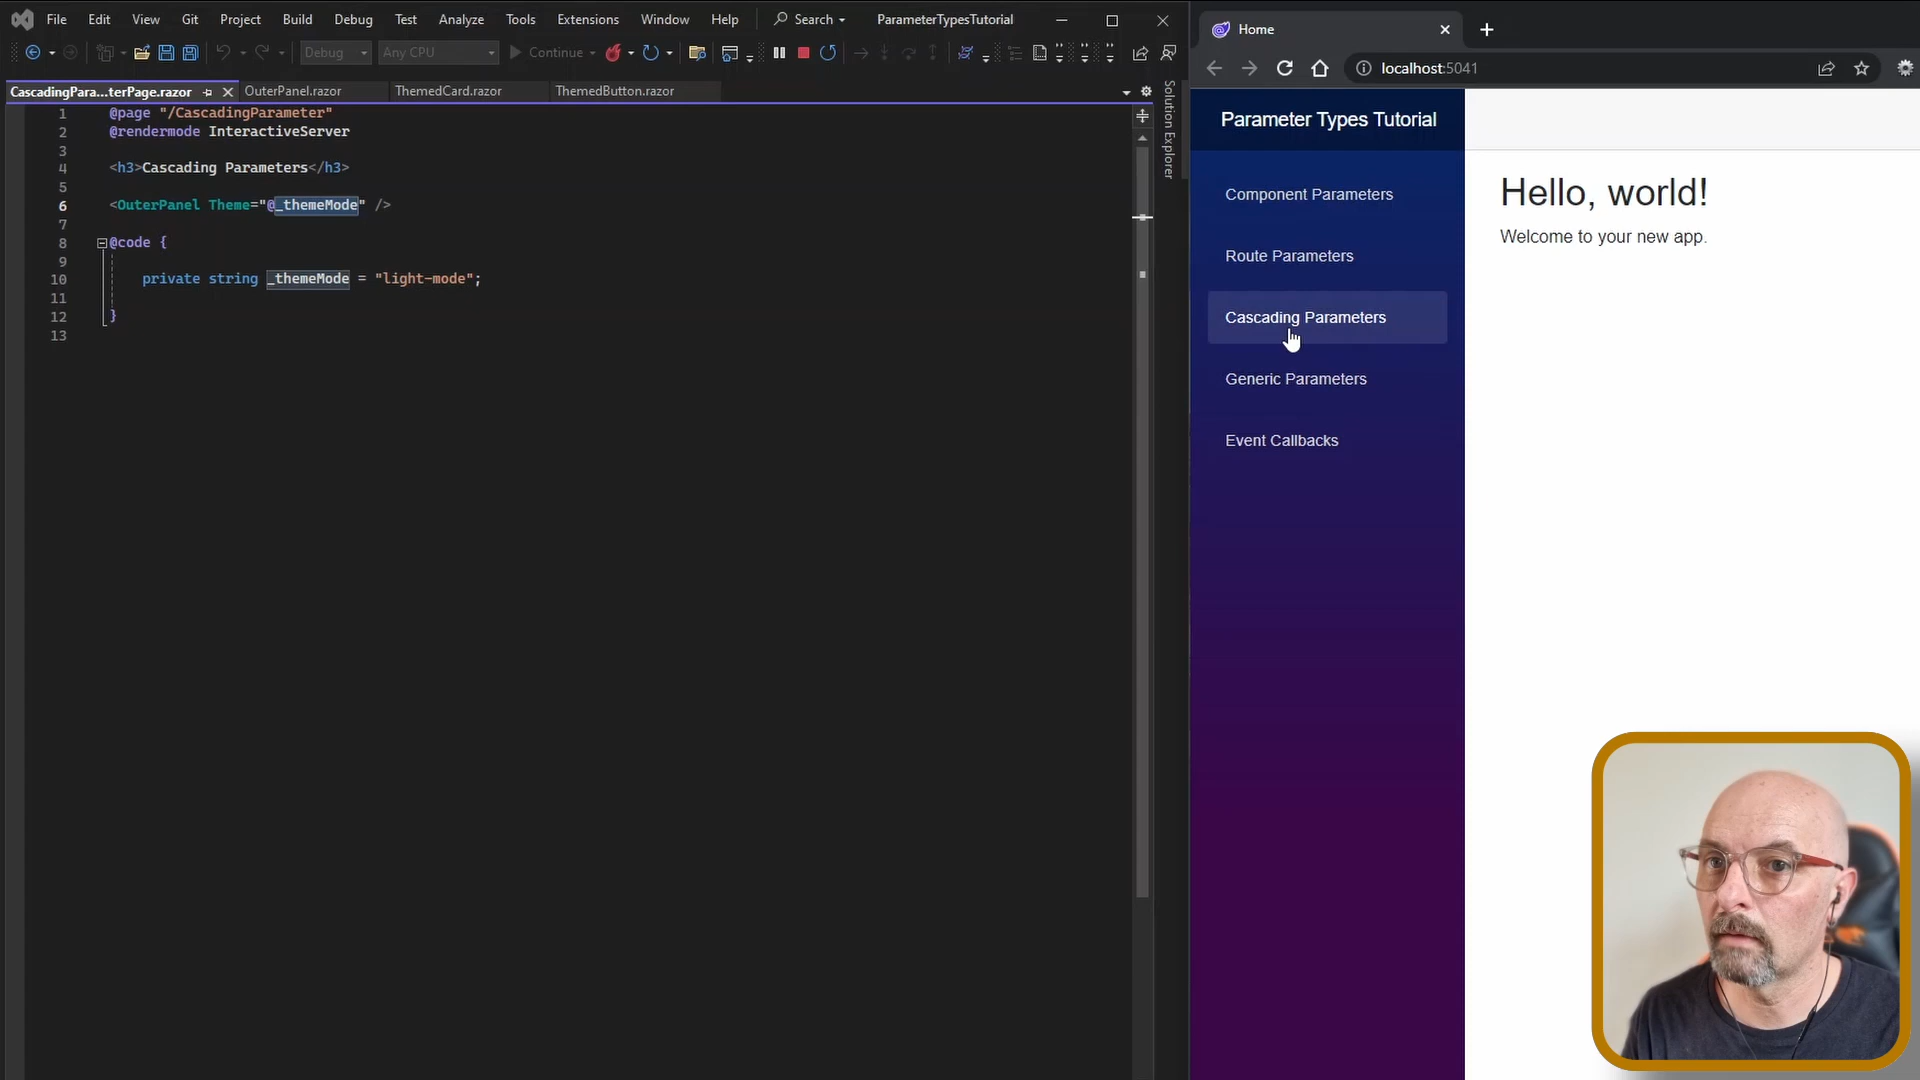 File Edit View Git Project Build Debug Test Analyze Tools Extensions Window Help Search ParameterTypesTutorial
Debug Any CPU Continue
CascadingPara...terPage.razor OuterPanel.razor ThemedCard.razor ThemedButton.razor
Solution Explorer
1 @page "/CascadingParameter"
2 @rendermode InteractiveServer
3
4 <h3>Cascading Parameters</h3>
5
6 <OuterPanel Theme="@_themeMode" />
7
8 @code {
9
10 private string _themeMode = "light-mode";
11
12 }
13
Home
localhost:5041
Parameter Types Tutorial
Component Parameters
Route Parameters
Cascading Parameters
Generic Parameters
Event Callbacks
Hello, world!
Welcome to your new app.